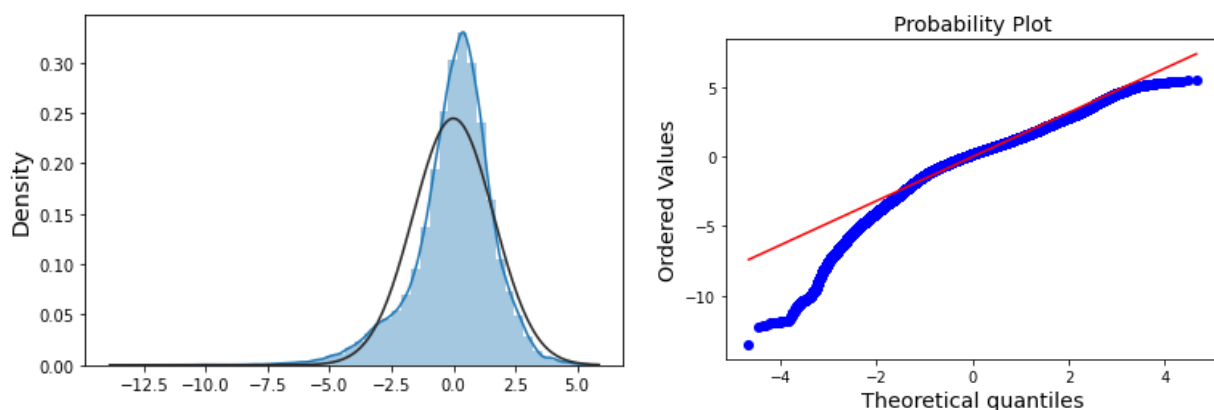 Density
0.30
0.25
0.20
0.15
0.10
0.05
0.00
−12.5 −10.0 −7.5 −5.0 −2.5 0.0 2.5 5.0
Probability Plot
Ordered Values
5
0
−5
−10
−4 −2 0 2 4
Theoretical quantiles